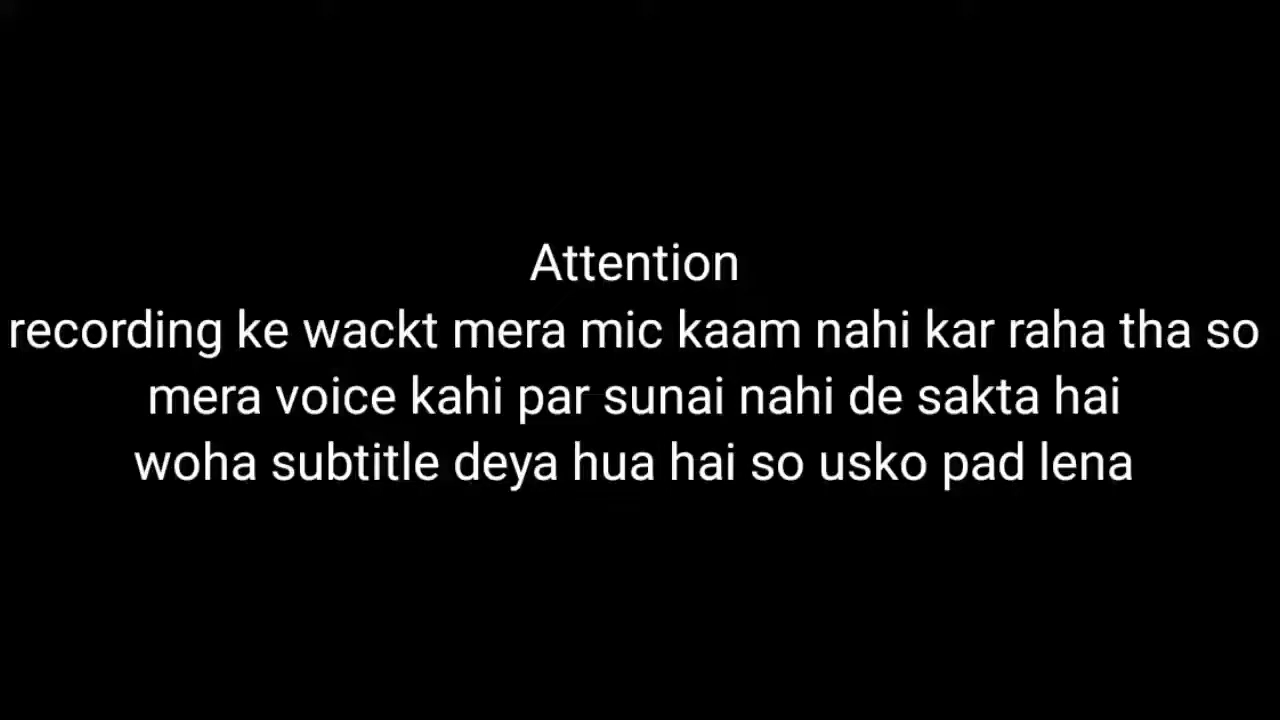 Attention
recording ke wackt mera mic kaam nahi kar raha tha so
mera voice kahi par sunai nahi de sakta hai
woha subtitle deya hua hai so usko pad lena